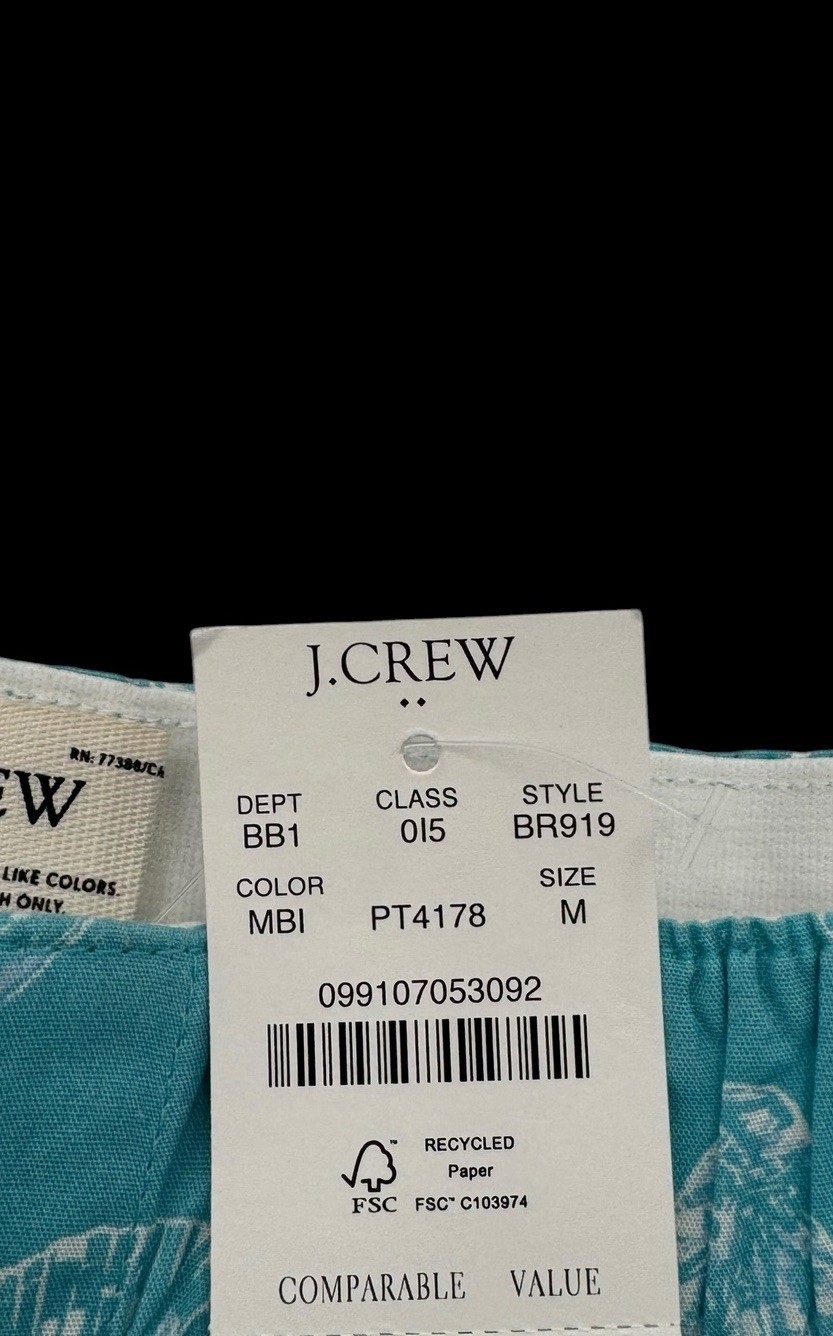 J.CREW
DEPT CLASS STYLE
BB1 0I5 BR919
COLOR SIZE
MBI PT4178 M
099107053092
RECYCLED
Paper
FSC FSC™ C103974
COMPARABLE VALUE
RN: 77388/CA
EW
LIKE COLORS.
H ONLY.